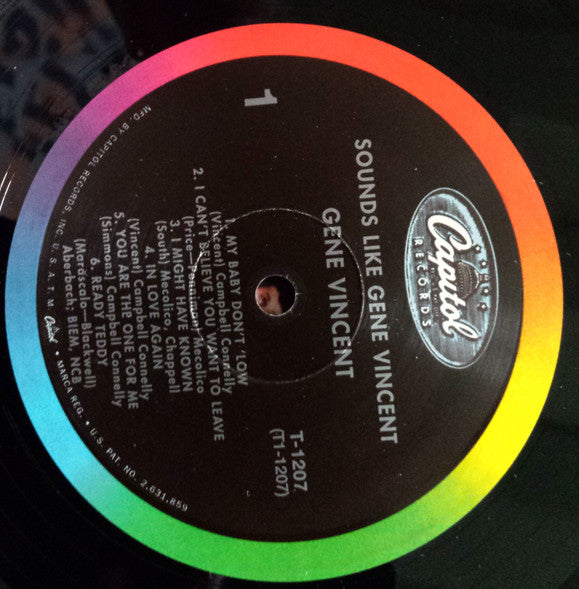 Capitol
RECORDS
SOUNDS LIKE GENE VINCENT
GENE VINCENT
1
T-1207
(T1-1207)
1. MY BABY DON'T 'LOW
(Vincent) Campbell Connelly
2. I CAN'T BELIEVE YOU WANT TO LEAVE
(Price— Mecolico
3. I MIGHT HAVE KNOWN
(South) Mecolico, Chappell
4. IN LOVE AGAIN
(Vincent) Campbell Connelly
5. YOU ARE THE ONE FOR ME
(Simmons) Campbell Connelly
6. READY TEDDY
(Marascalo—Blackwell)
Aberbach; BIEM, NCB
MFD. BY CAPITOL RECORDS, INC. U.S.A. T.M. Capitol • MARCA REG. • U.S. PAT. NO. 2,631,859